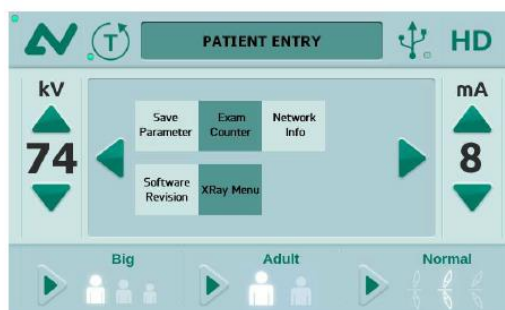 T
PATIENT ENTRY
HD
kV
74
Save
Parameter
Exam
Counter
Network
Info
Software
Revision
XRay Menu
mA
8
Big
Adult
Normal